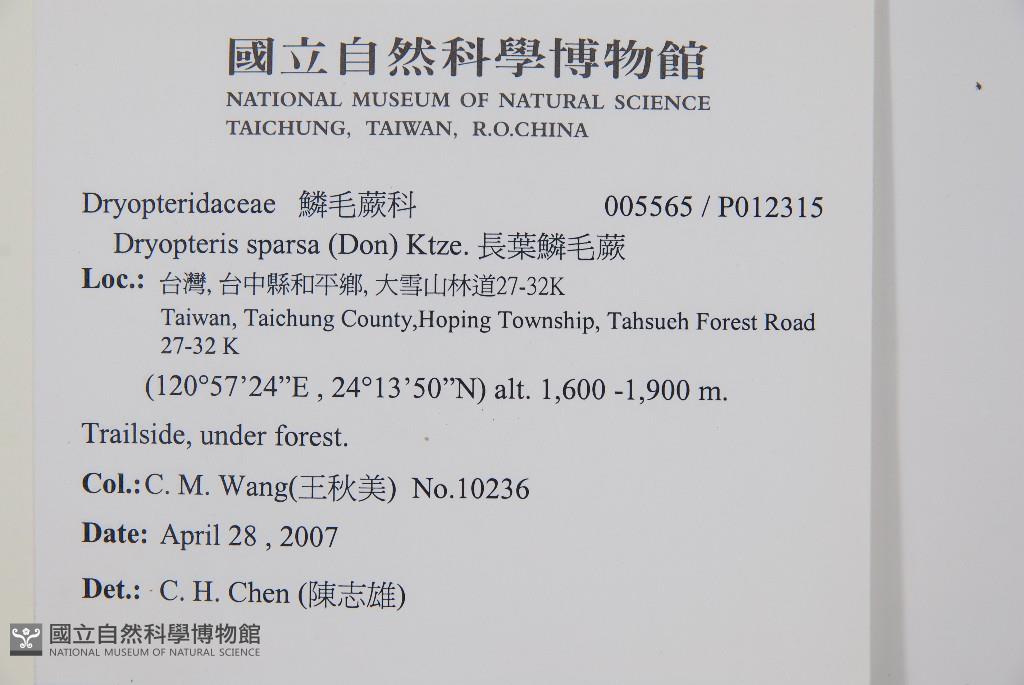 國立自然科學博物館
NATIONAL MUSEUM OF NATURAL SCIENCE
TAICHUNG, TAIWAN, R.O.CHINA
Dryopteridaceae 鱗毛蕨科 005565 / P012315
Dryopteris sparsa (Don) Ktze. 長葉鱗毛蕨
Loc.: 台灣, 台中縣和平鄉, 大雪山林道27-32K
Taiwan, Taichung County,Hoping Township, Tahsueh Forest Road
27-32 K
(120°57’24”E , 24°13’50”N) alt. 1,600 -1,900 m.
Trailside, under forest.
Col.: C. M. Wang(王秋美) No.10236
Date: April 28 , 2007
Det.: C. H. Chen (陳志雄)
國立自然科學博物館
NATIONAL MUSEUM OF NATURAL SCIENCE